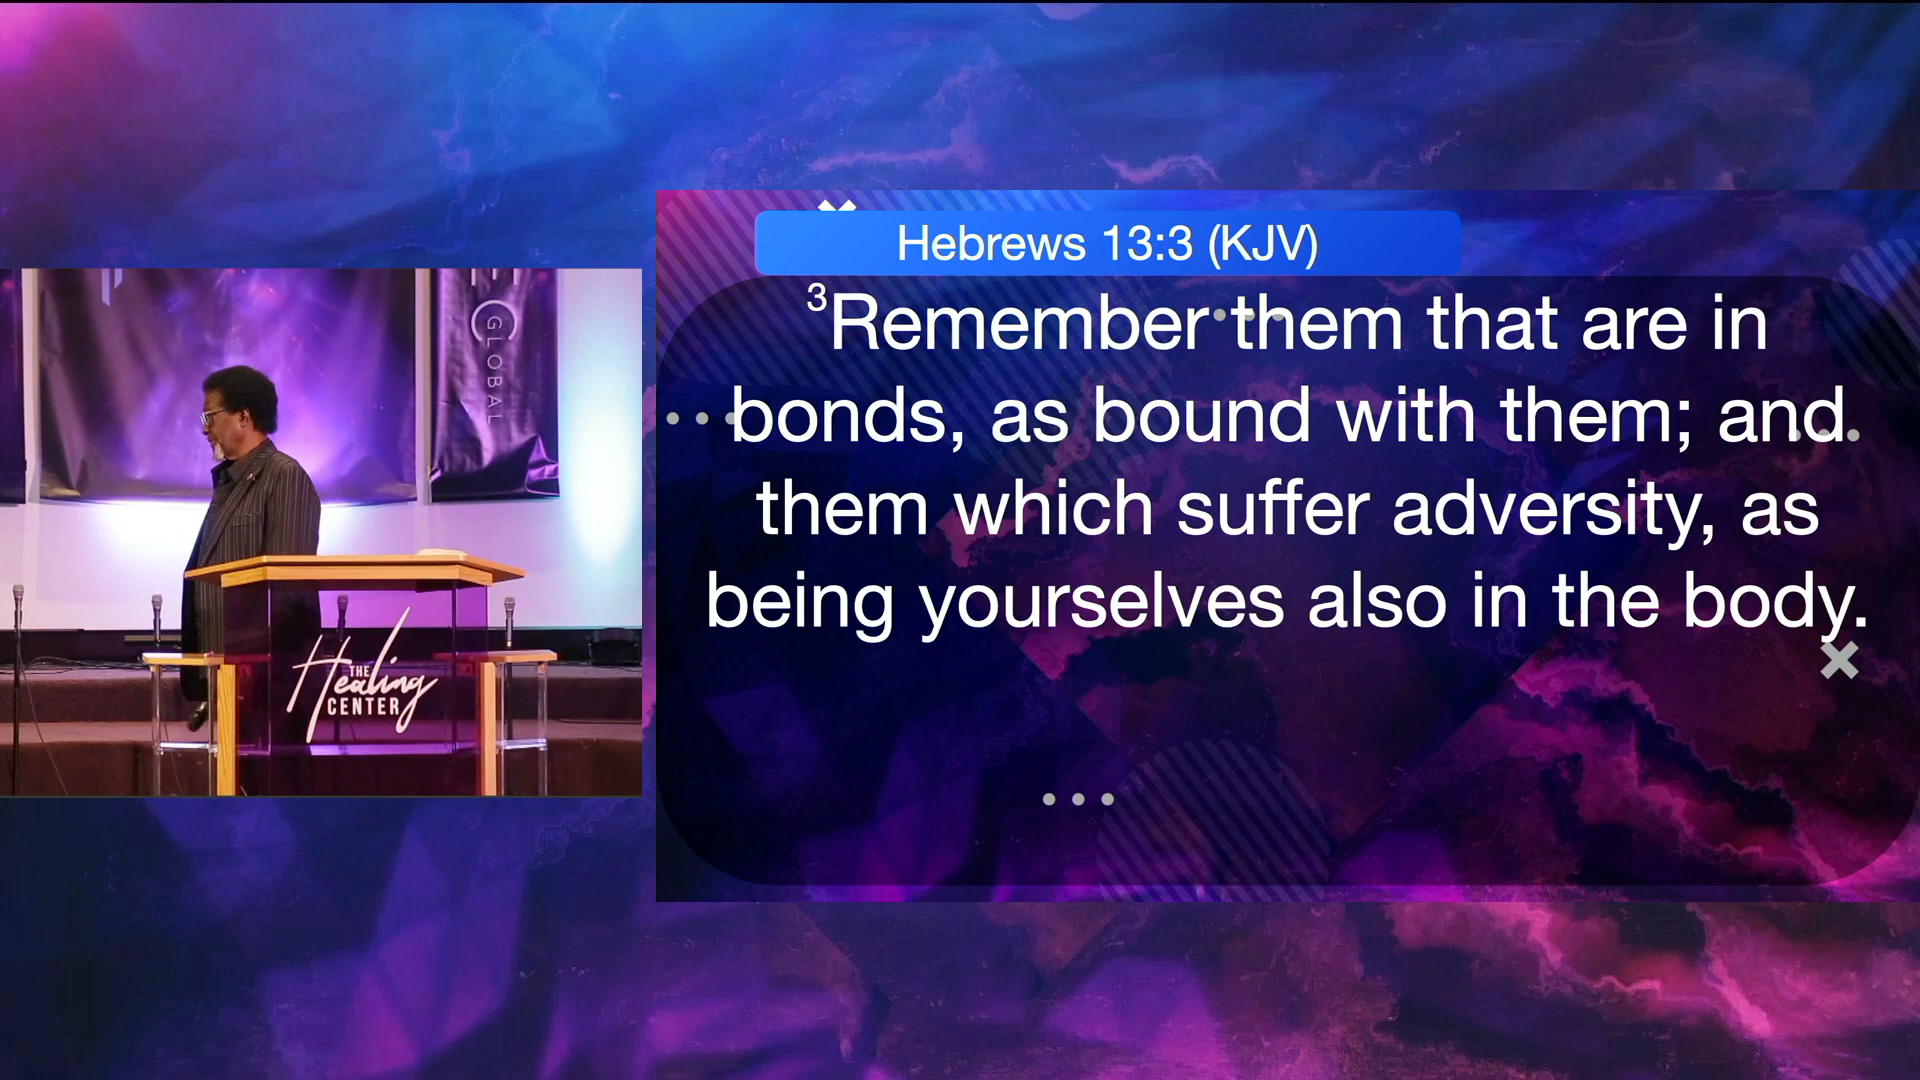 Hebrews 13:3 (KJV)
3Remember them that are in
bonds, as bound with them; and
them which suffer adversity, as
being yourselves also in the body.
GLOBAL
THE
Healing
CENTER